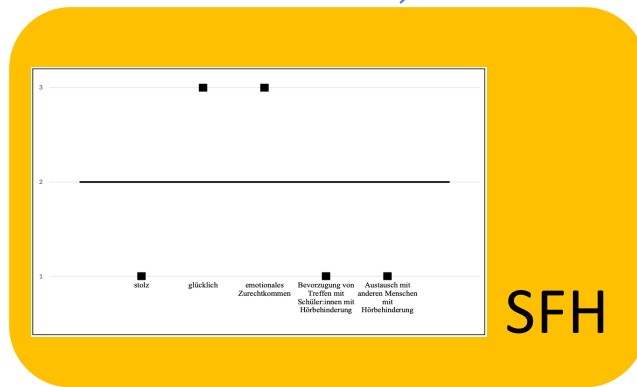 3
2
1
stolz
glücklich
emotionales
Zurechtkommen
Bevorzugung von
Treffen mit
Schüler:innen mit
Hörbehinderung
Austausch mit
anderen Menschen
mit
Hörbehinderung
SFH